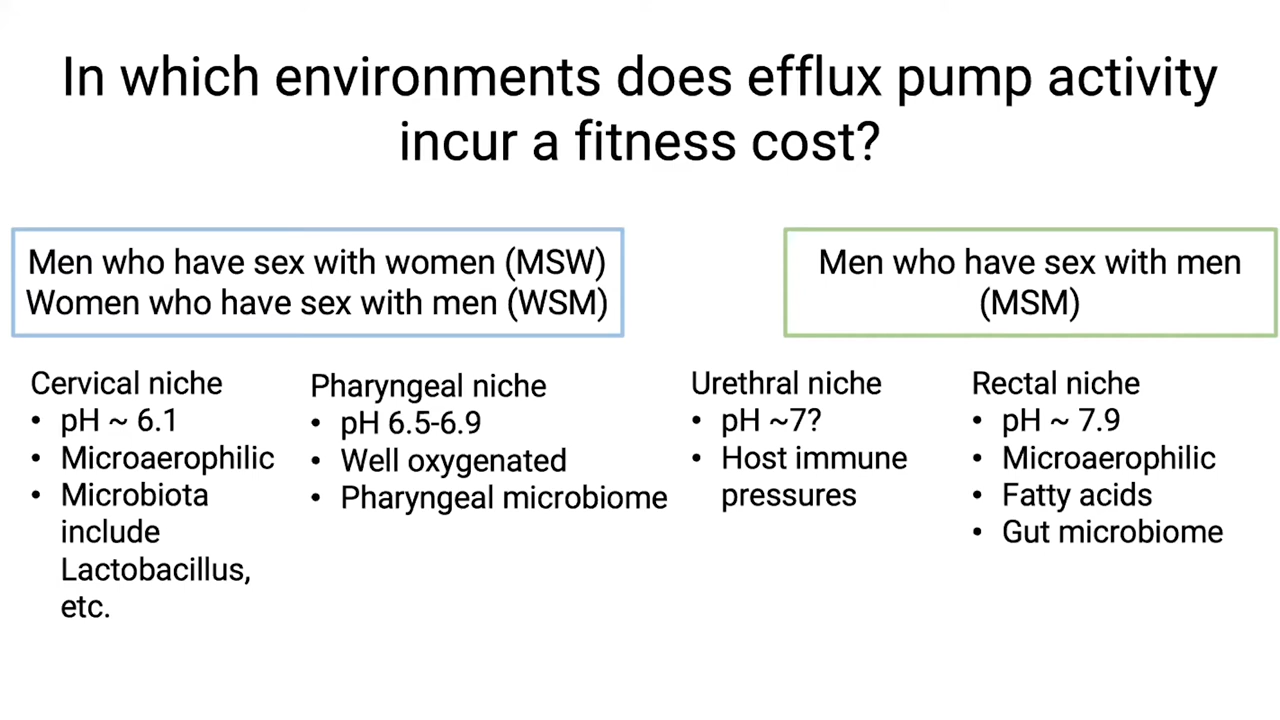 In which environments does efflux pump activity
incur a fitness cost?
Men who have sex with women (MSW)
Women who have sex with men (WSM)
Men who have sex with men
(MSM)
Cervical niche
• pH ~ 6.1
• Microaerophilic
• Microbiota
include
Lactobacillus,
etc.
Pharyngeal niche
• pH 6.5-6.9
• Well oxygenated
• Pharyngeal microbiome
Urethral niche
• pH ~7?
• Host immune
pressures
Rectal niche
• pH ~ 7.9
• Microaerophilic
• Fatty acids
• Gut microbiome